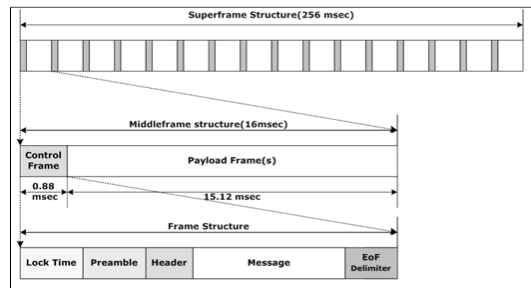 Superframe Structure(256 msec)
Middleframe structure(16msec)
Control
Frame
Payload Frame(s)
0.88
msec
15.12 msec
Frame Structure
Lock Time
Preamble
Header
Message
EoF
Delimiter